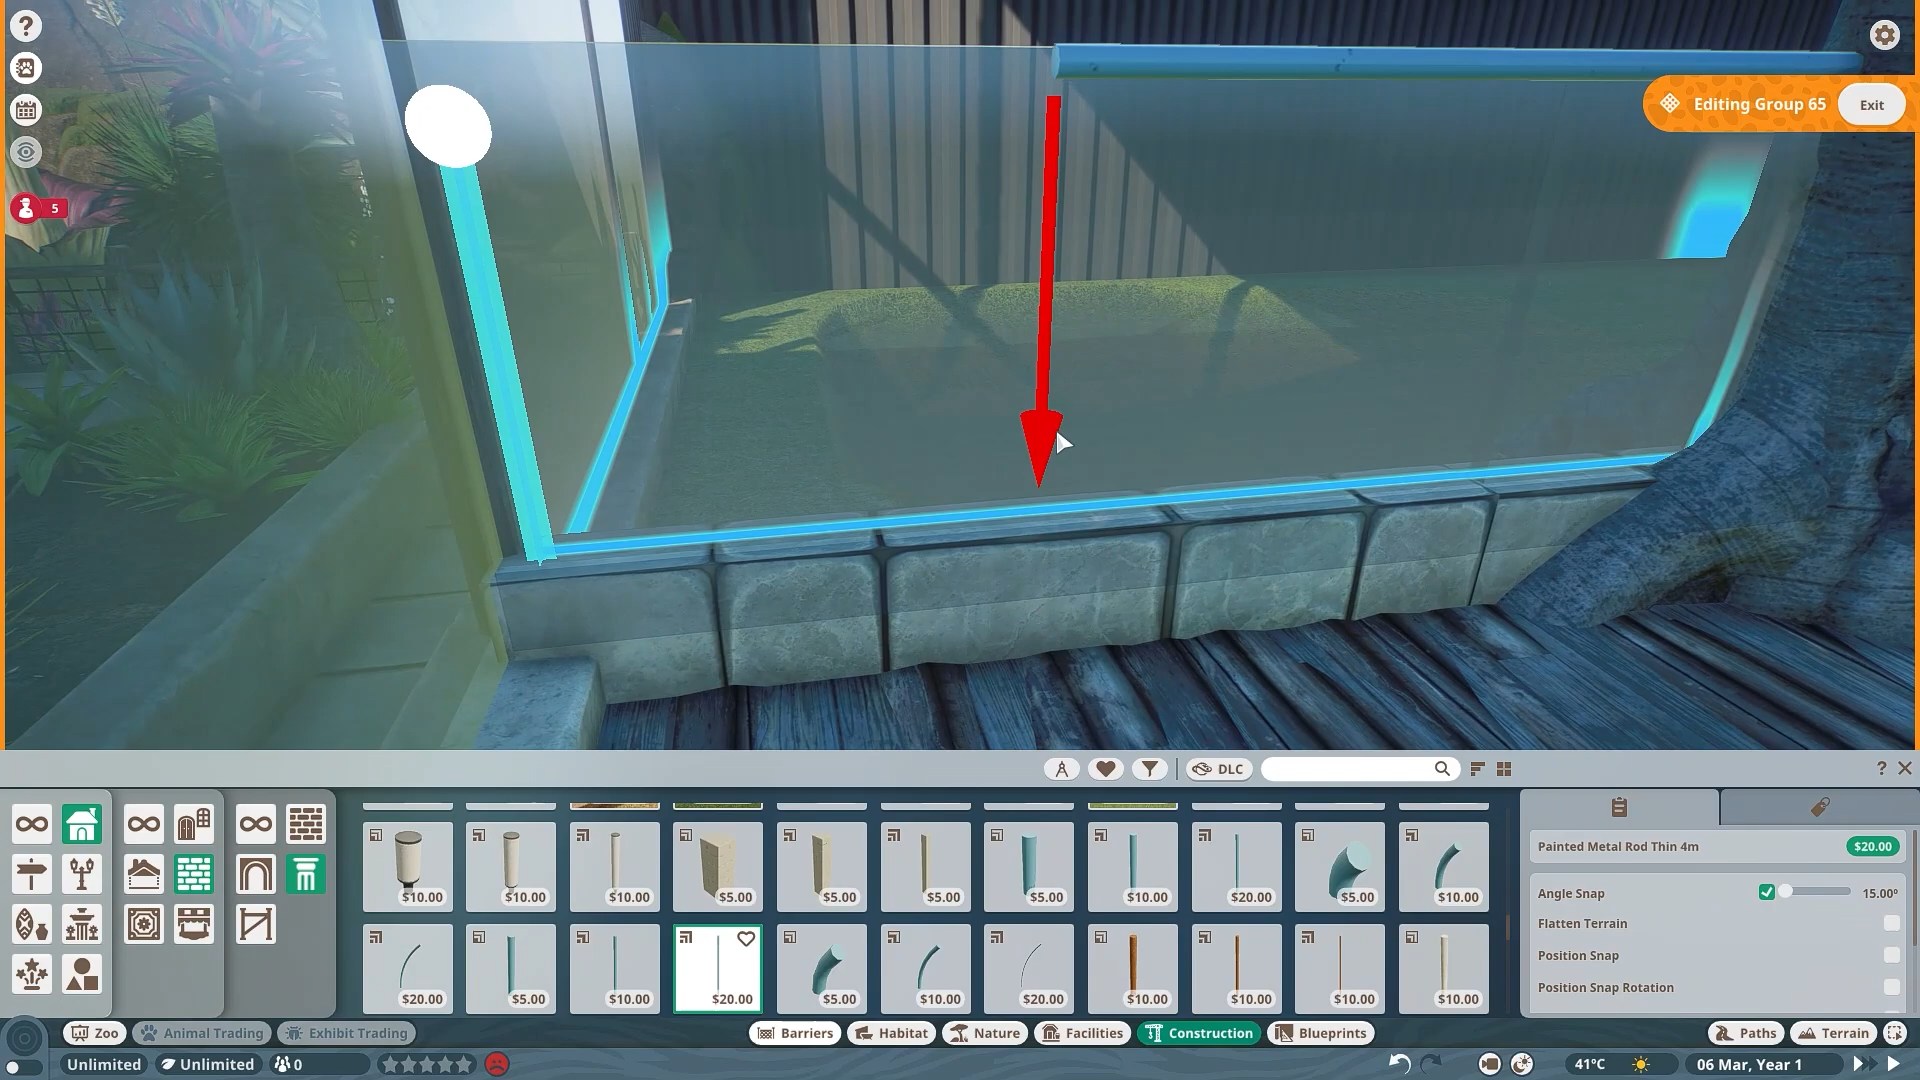 ?
5
Editing Group 65
Exit
DLC
?
$10.00
$10.00
$10.00
$5.00
$5.00
$5.00
$5.00
$10.00
$20.00
$5.00
$10.00
$20.00
$5.00
$10.00
$20.00
$5.00
$10.00
$20.00
$10.00
$10.00
$10.00
$10.00
Painted Metal Rod Thin 4m
$20.00
Angle Snap
15.00°
Flatten Terrain
Position Snap
Position Snap Rotation
Zoo
Animal Trading
Exhibit Trading
Barriers
Habitat
Nature
Facilities
Construction
Blueprints
Paths
Terrain
Unlimited
Unlimited
0
41°C
06 Mar, Year 1